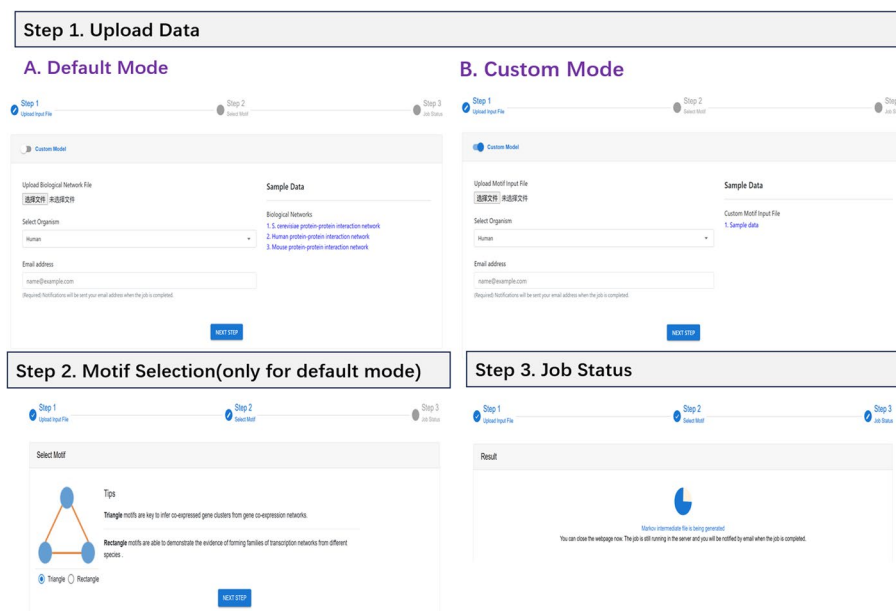 Step 1. Upload Data
A. Default Mode
Step 1
Upload Input File
Step 2
Select Motif
Step 3
Job Status
Custom Model
Upload Biological Network File
选择文件 未选择文件
Select Organism
Human
Email address
name@example.com
(Required) Notifications will be sent your email address when the job is completed.
Sample Data
Biological Networks
1. S. cerevisiae protein-protein interaction network
2. Human protein-protein interaction network
3. Mouse protein-protein interaction network
NEXT STEP
B. Custom Mode
Step 1
Upload Input File
Step 2
Select Motif
Step
Job St
Custom Model
Upload Motif Input File
选择文件 未选择文件
Select Organism
Human
Email address
name@example.com
(Required) Notifications will be sent your email address when the job is completed.
Sample Data
Custom Motif Input File
1. Sample data
NEXT STEP
Step 2. Motif Selection(only for default mode)
Step 1
Upload Input File
Step 2
Select Motif
Step 3
Job Status
Select Motif
Tips
Triangle motifs are key to infer co-expressed gene clusters from gene co-expression networks.
Rectangle motifs are able to demonstrate the evidence of forming families of transcription networks from different
species .
Triangle Rectangle
NEXT STEP
Step 3. Job Status
Step 1
Upload Input File
Step 2
Select Motif
Step 3
Job Status
Result
Markov intermediate file is being generated
You can close the webpage now. The job is still running in the server and you will be notified by email when the job is completed.